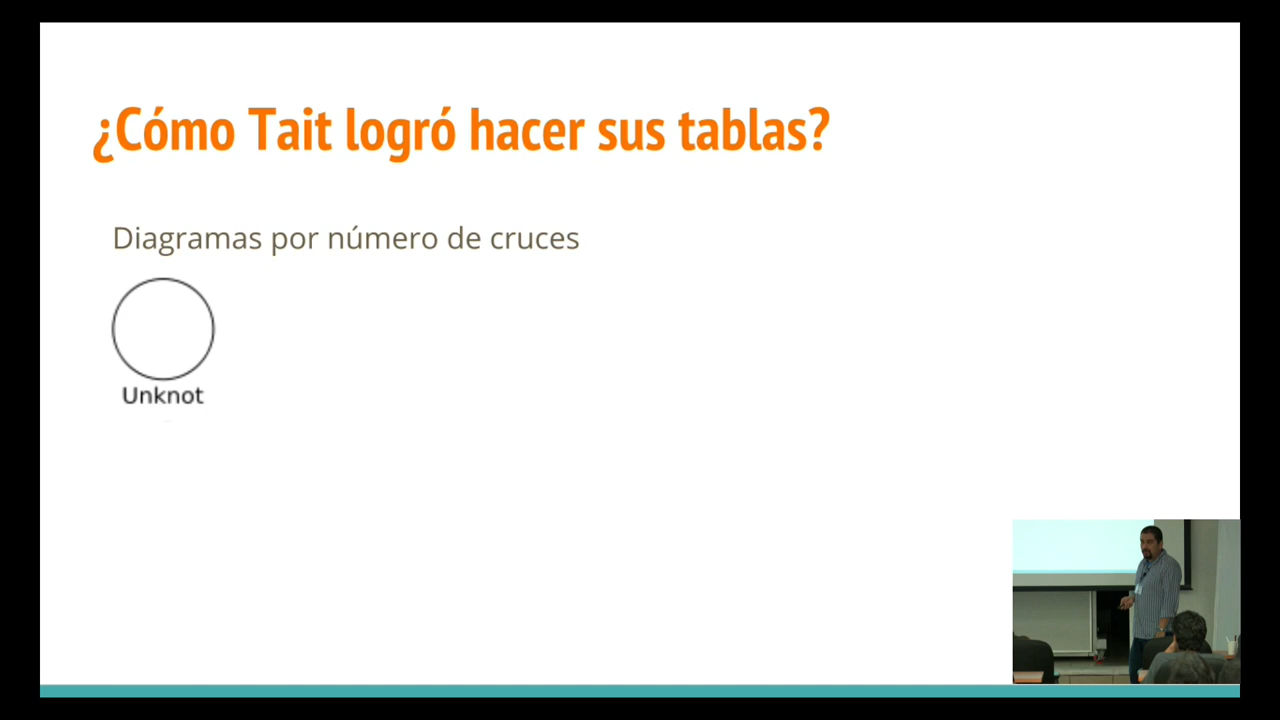 ¿Cómo Tait logró hacer sus tablas?
Diagramas por número de cruces
Unknot